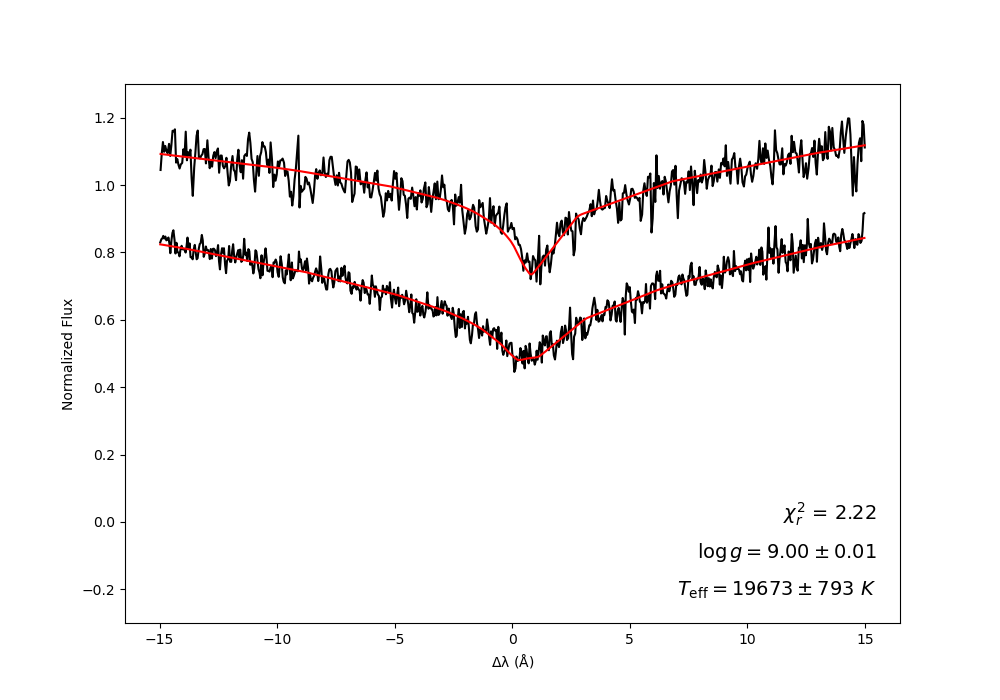 1.2
1.0
0.8
0.6
0.4
0.2
0.0
−0.2
Normalized Flux
χ²ᵣ = 2.22
log g = 9.00 ± 0.01
T_eff = 19673 ± 793 K
−15 −10 −5 0 5 10 15
Δλ (Å)